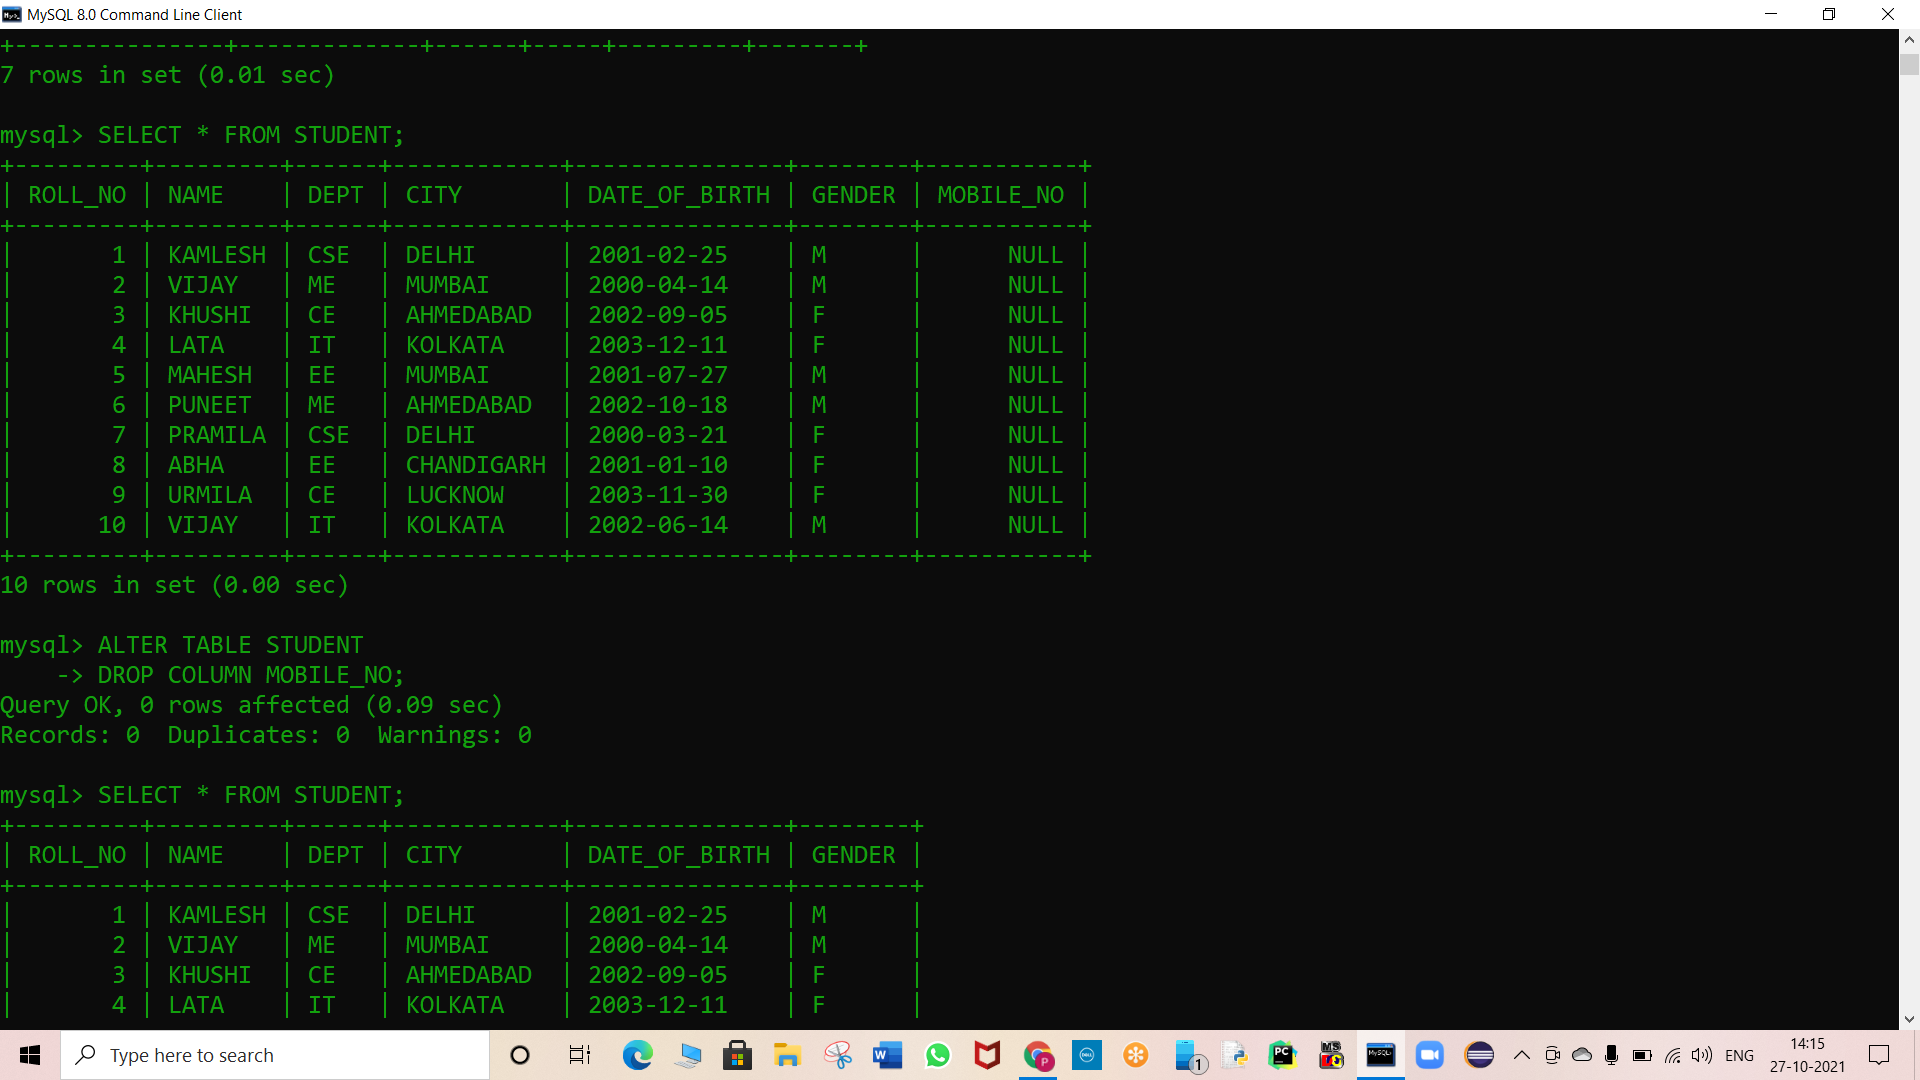 MySQL 8.0 Command Line Client
+---------------+-------------+------+-----+---------+-------+
7 rows in set (0.01 sec)

mysql> SELECT * FROM STUDENT;
+---------+---------+------+------------+---------------+--------+-----------+
| ROLL_NO | NAME    | DEPT | CITY       | DATE_OF_BIRTH | GENDER | MOBILE_NO |
+---------+---------+------+------------+---------------+--------+-----------+
|       1 | KAMLESH | CSE  | DELHI      | 2001-02-25    | M      |      NULL |
|       2 | VIJAY   | ME   | MUMBAI     | 2000-04-14    | M      |      NULL |
|       3 | KHUSHI  | CE   | AHMEDABAD  | 2002-09-05    | F      |      NULL |
|       4 | LATA    | IT   | KOLKATA    | 2003-12-11    | F      |      NULL |
|       5 | MAHESH  | EE   | MUMBAI     | 2001-07-27    | M      |      NULL |
|       6 | PUNEET  | ME   | AHMEDABAD  | 2002-10-18    | M      |      NULL |
|       7 | PRAMILA | CSE  | DELHI      | 2000-03-21    | F      |      NULL |
|       8 | ABHA    | EE   | CHANDIGARH | 2001-01-10    | F      |      NULL |
|       9 | URMILA  | CE   | LUCKNOW    | 2003-11-30    | F      |      NULL |
|      10 | VIJAY   | IT   | KOLKATA    | 2002-06-14    | M      |      NULL |
+---------+---------+------+------------+---------------+--------+-----------+
10 rows in set (0.00 sec)

mysql> ALTER TABLE STUDENT
    -> DROP COLUMN MOBILE_NO;
Query OK, 0 rows affected (0.09 sec)
Records: 0  Duplicates: 0  Warnings: 0

mysql> SELECT * FROM STUDENT;
+---------+---------+------+------------+---------------+--------+
| ROLL_NO | NAME    | DEPT | CITY       | DATE_OF_BIRTH | GENDER |
+---------+---------+------+------------+---------------+--------+
|       1 | KAMLESH | CSE  | DELHI      | 2001-02-25    | M      |
|       2 | VIJAY   | ME   | MUMBAI     | 2000-04-14    | M      |
|       3 | KHUSHI  | CE   | AHMEDABAD  | 2002-09-05    | F      |
|       4 | LATA    | IT   | KOLKATA    | 2003-12-11    | F      |
Type here to search
ENG
14:15
27-10-2021